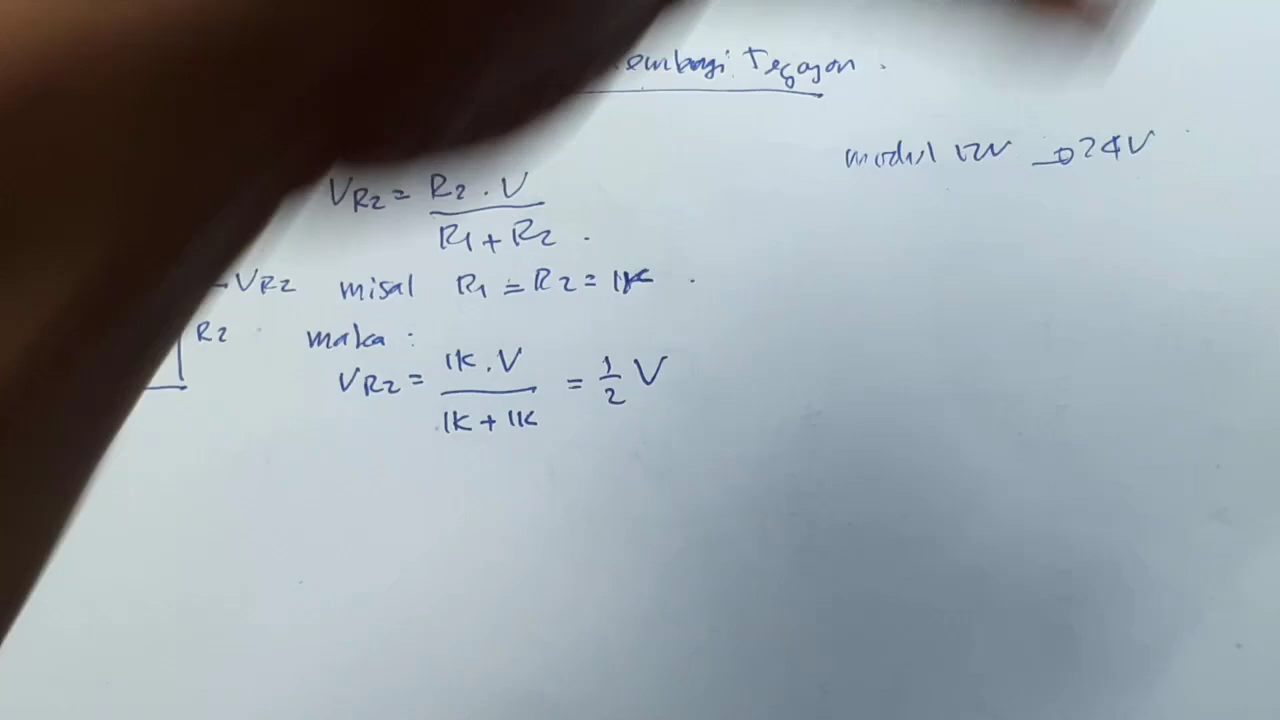 embagi Tegagan.
modul 12V → 24V
VR2 = R2 . V / R1 + R2 .
VR2 misal R1 = R2 = 1K .
R2 maka :
VR2 = 1K . V / 1K + 1K = 1/2 V